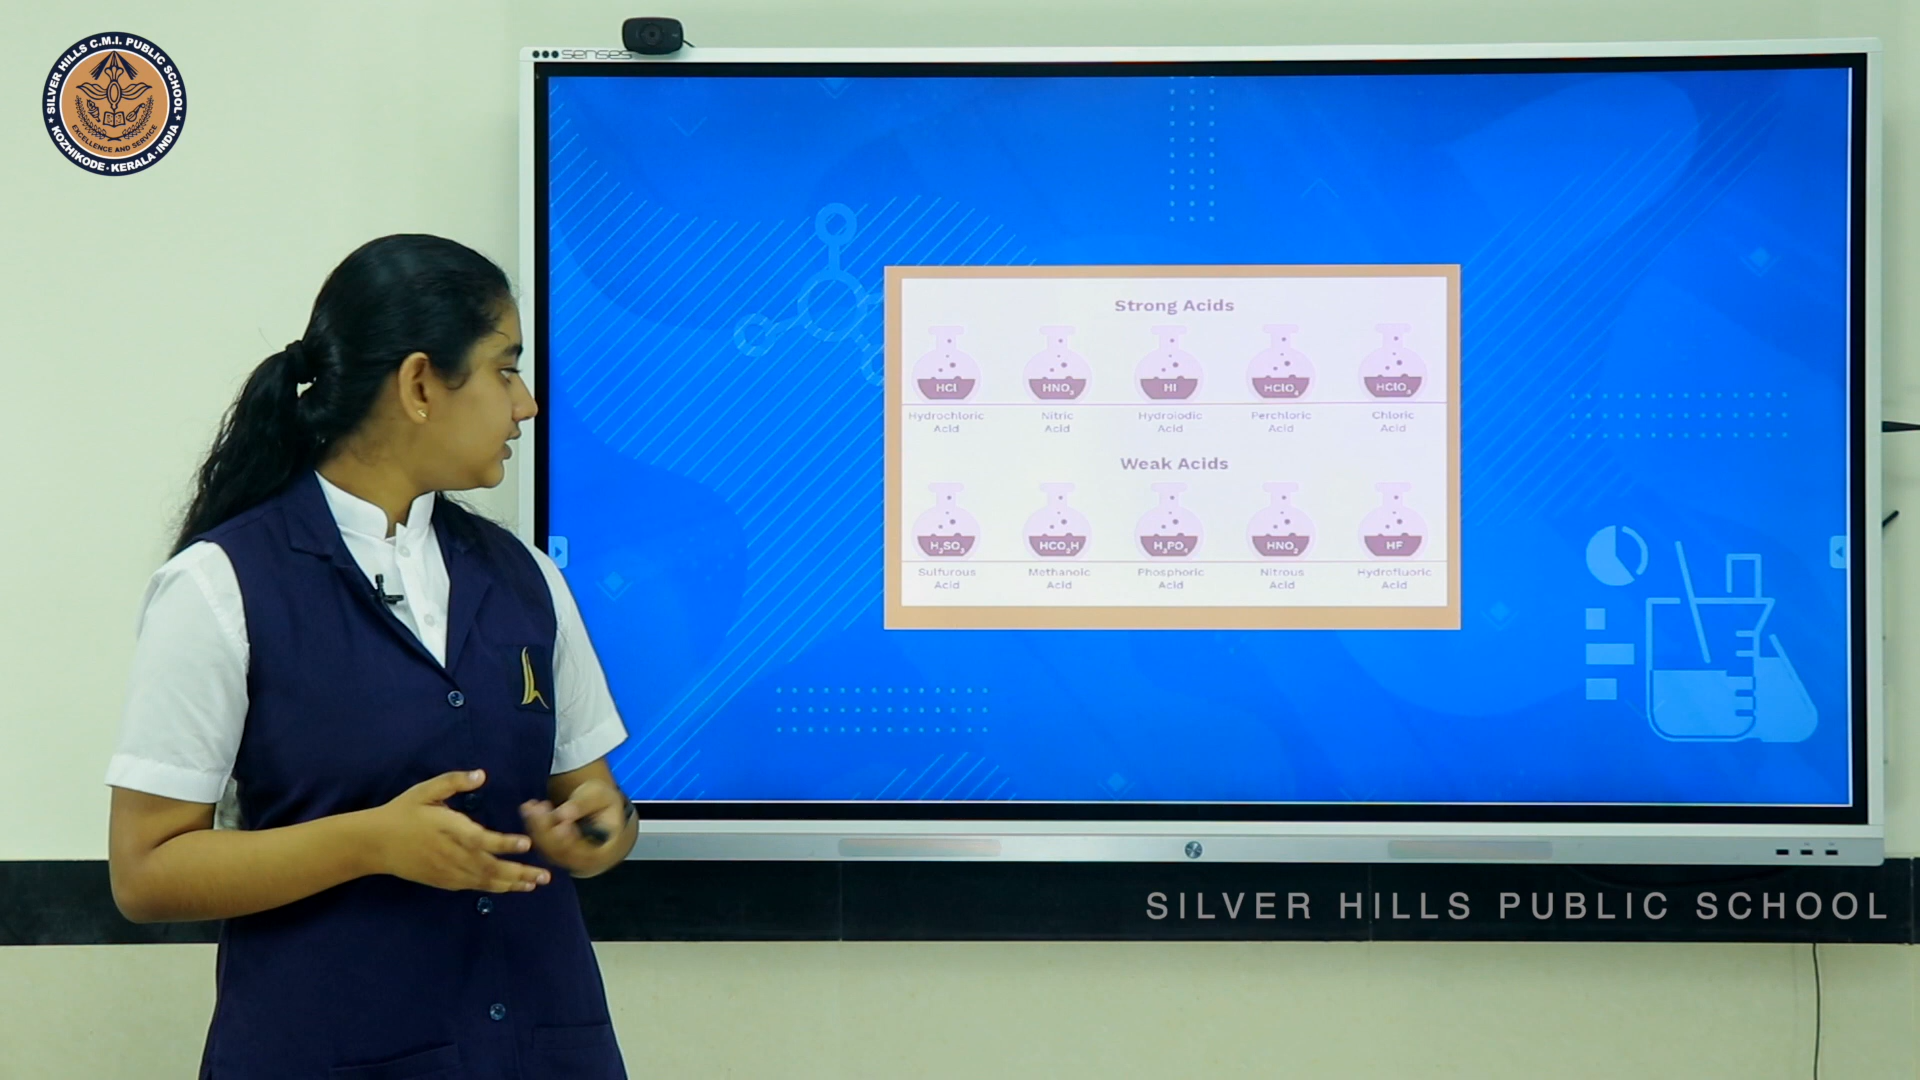 SILVER HILLS C.M.I. PUBLIC SCHOOL
EXCELLENCE AND SERVICE
KOZHIKODE · KERALA · INDIA
senses
Strong Acids
HCl HNO₃ HI HClO₄ HClO₃
Hydrochloric Acid
Nitric Acid
Hydroiodic Acid
Perchloric Acid
Chloric Acid
Weak Acids
H₂SO₃ HCO₂H H₃PO₄ HNO₂ HF
Sulfurous Acid
Methanoic Acid
Phosphoric Acid
Nitrous Acid
Hydrofluoric Acid
SILVER HILLS PUBLIC SCHOOL